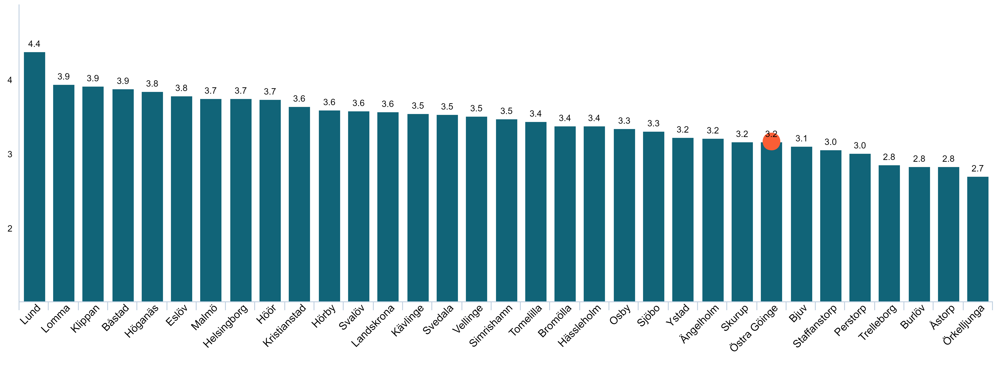 4.4
3.9
3.9
3.9
3.8
3.8
3.7
3.7
3.7
3.6
3.6
3.6
3.6
3.5
3.5
3.5
3.5
3.4
3.4
3.4
3.3
3.3
3.2
3.2
3.2
3.2
3.1
3.0
3.0
2.8
2.8
2.8
2.7
4
3
2
Lund
Lomma
Klippan
Båstad
Höganäs
Eslöv
Malmö
Helsingborg
Höör
Kristianstad
Hörby
Svalöv
Landskrona
Kävlinge
Svedala
Vellinge
Simrishamn
Tomelilla
Bromölla
Hässleholm
Osby
Sjöbo
Ystad
Ängelholm
Skurup
Östra Göinge
Bjuv
Staffanstorp
Perstorp
Trelleborg
Burlöv
Åstorp
Örkelljunga